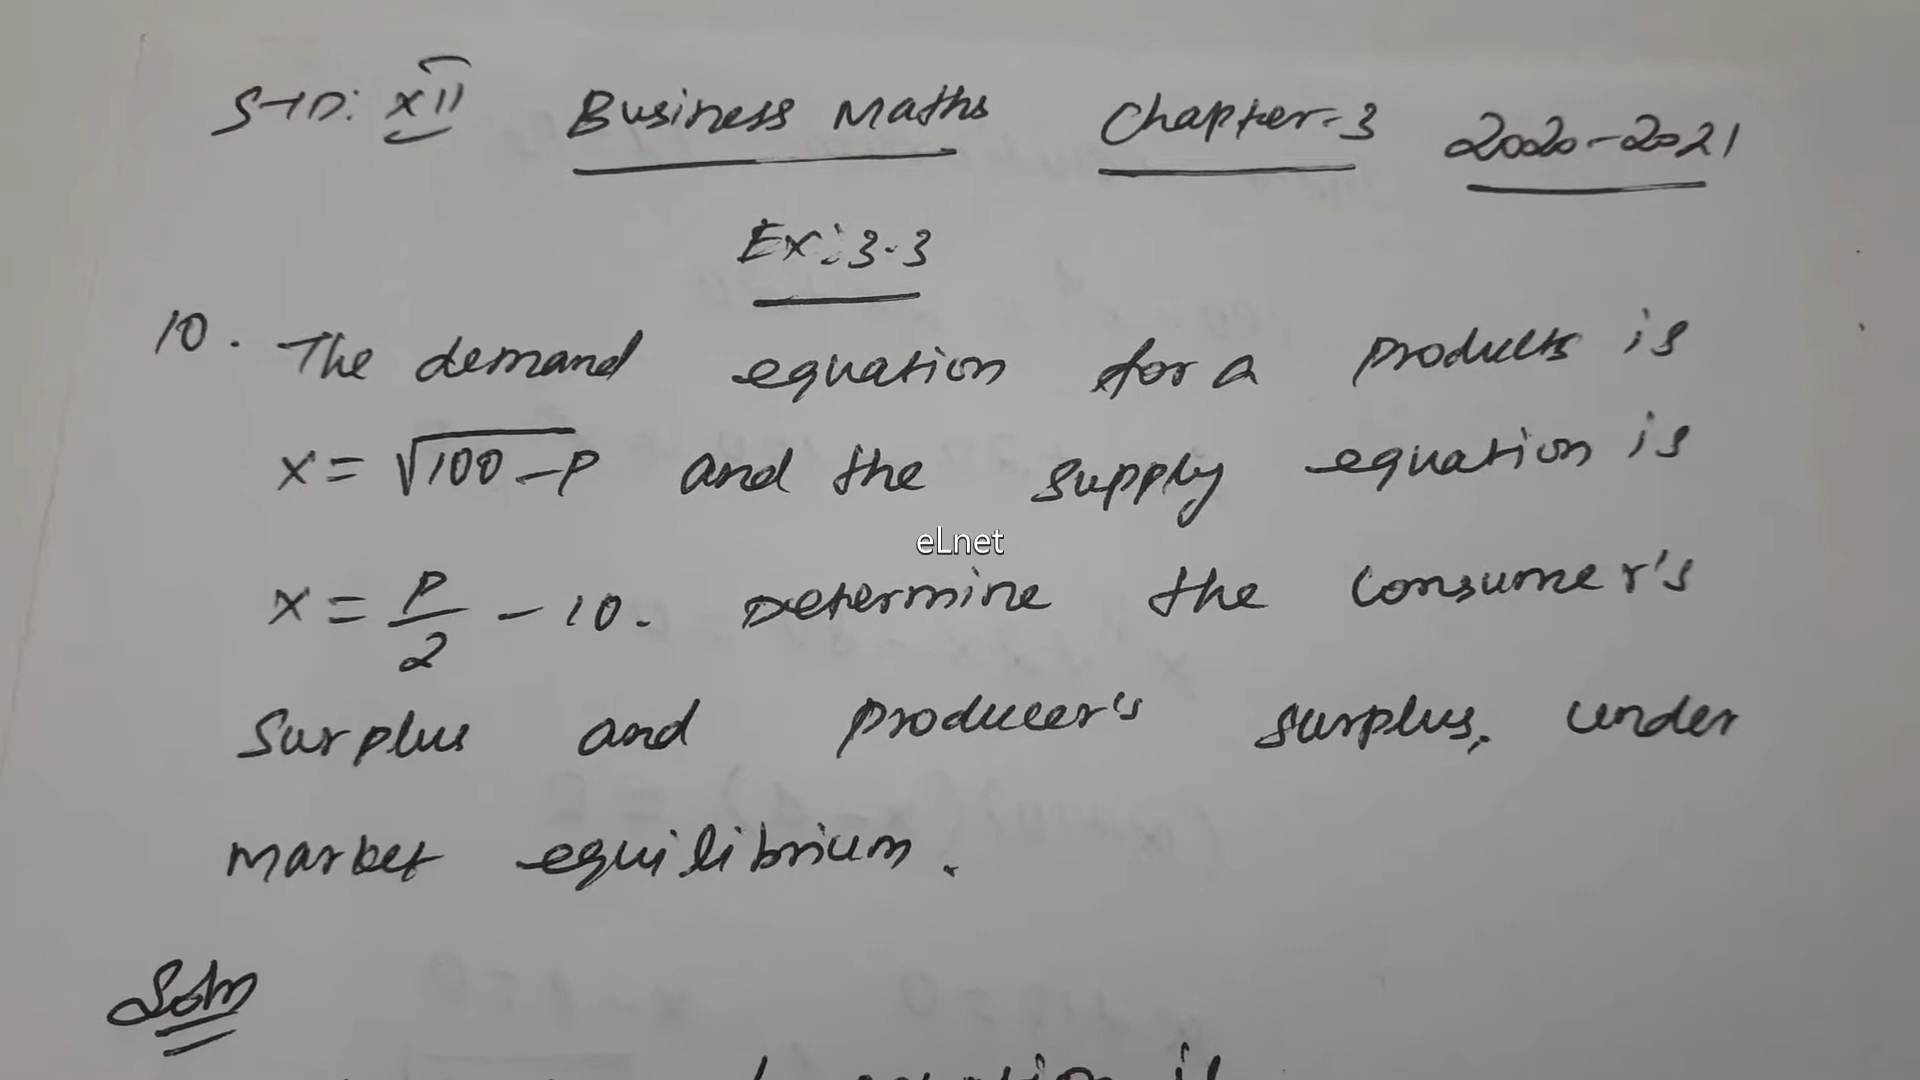 STD: XII Business Maths Chapter-3 2020-2021
Ex: 3.3
10. The demand equation for a products is
x = √100-P and the supply equation is
eLnet
x = P/2 - 10. Determine the consumer's
surplus and producer's surplus, under
market equilibrium.
Soln